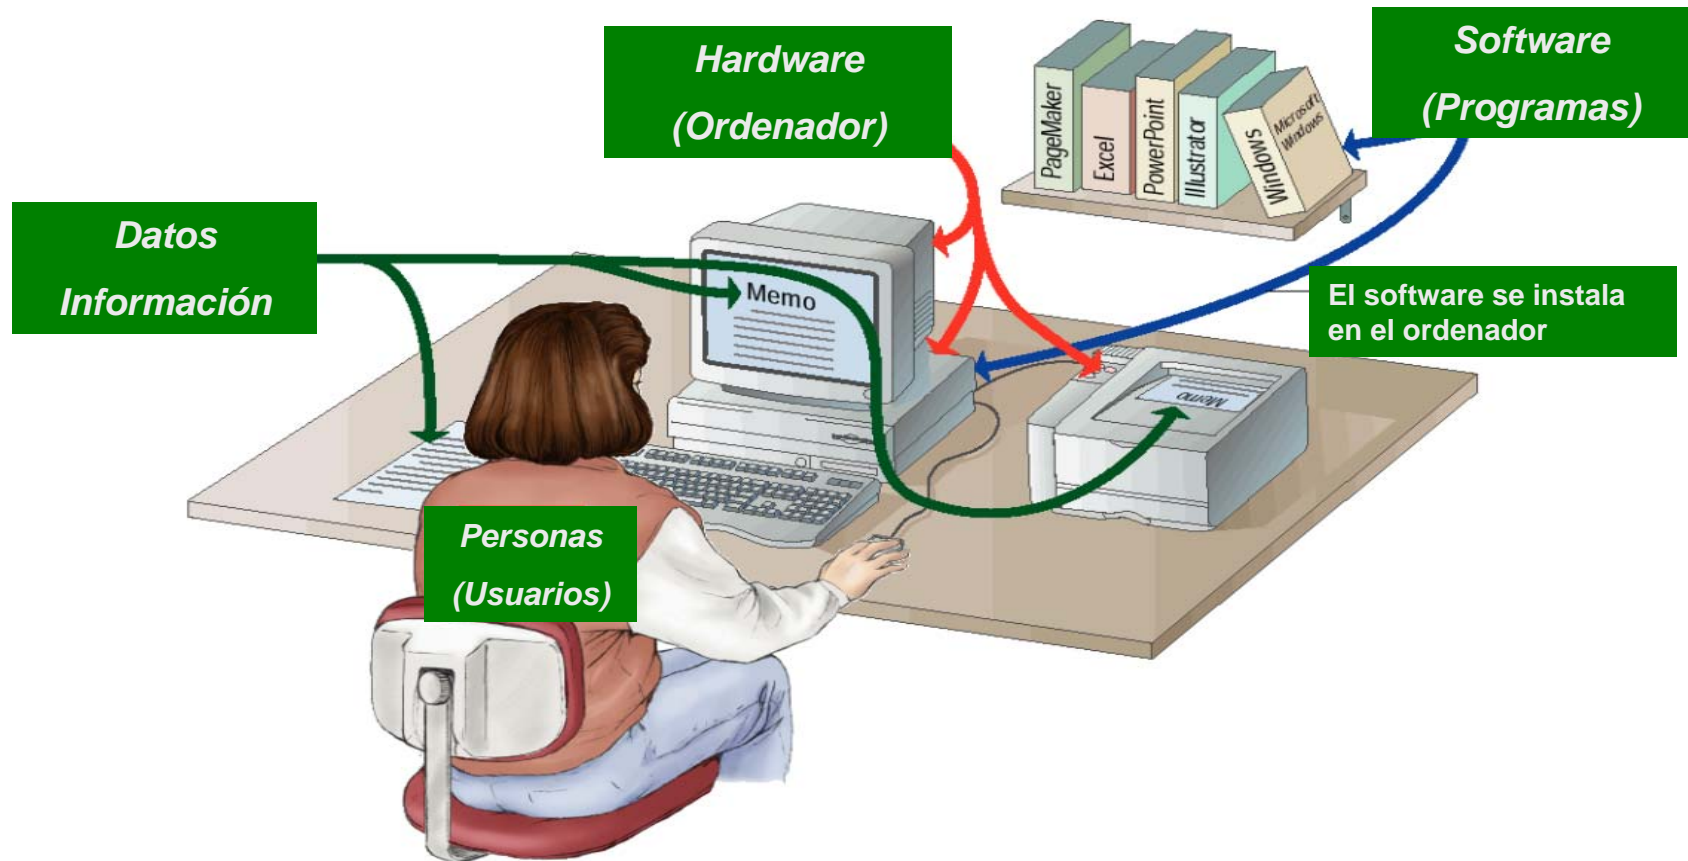 Hardware
(Ordenador)
Software
(Programas)
PageMaker
Excel
PowerPoint
Illustrator
Windows
Microsoft
Windows
Datos
Información
El software se instala
en el ordenador
Memo
Memo
Personas
(Usuarios)